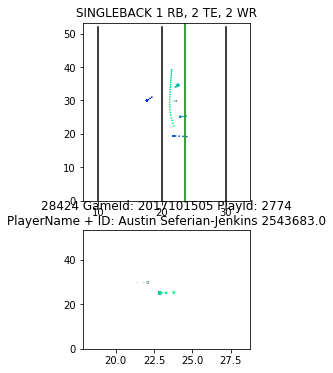 SINGLEBACK 1 RB, 2 TE, 2 WR
50
40
30
20
10
0
10 20 30
28424 GameId: 2017101505 PlayId: 2774
PlayerName + ID: Austin Seferian-Jenkins 2543683.0
40
20
0
20.0 22.5 25.0 27.5